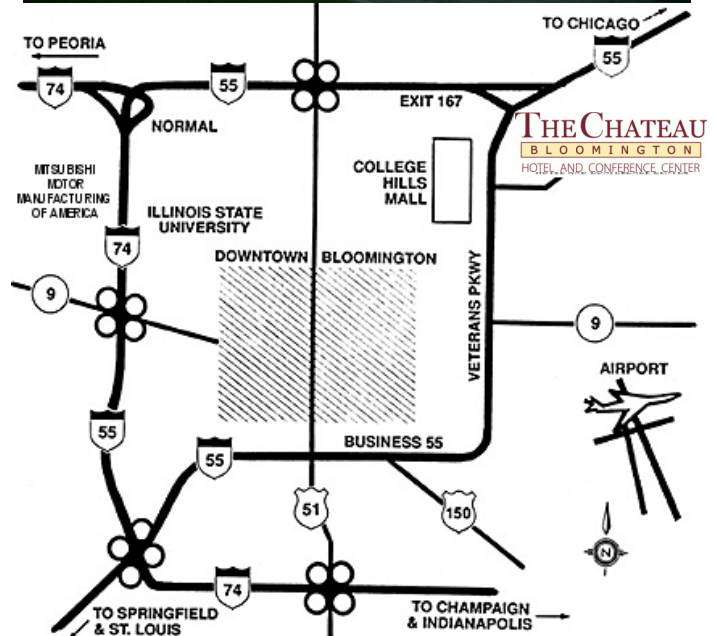 TO CHICAGO
TO PEORIA
55
74
55
EXIT 167
NORMAL
THE CHATEAU
BLOOMINGTON
HOTEL AND CONFERENCE CENTER
COLLEGE
HILLS
MALL
MITSUBISHI
MOTOR
MANUFACTURING
OF AMERICA
ILLINOIS STATE
UNIVERSITY
74
DOWNTOWN BLOOMINGTON
VETERANS PKWY
9
9
AIRPORT
55
BUSINESS 55
55
51
150
N
74
TO SPRINGFIELD
& ST. LOUIS
TO CHAMPAIGN
& INDIANAPOLIS